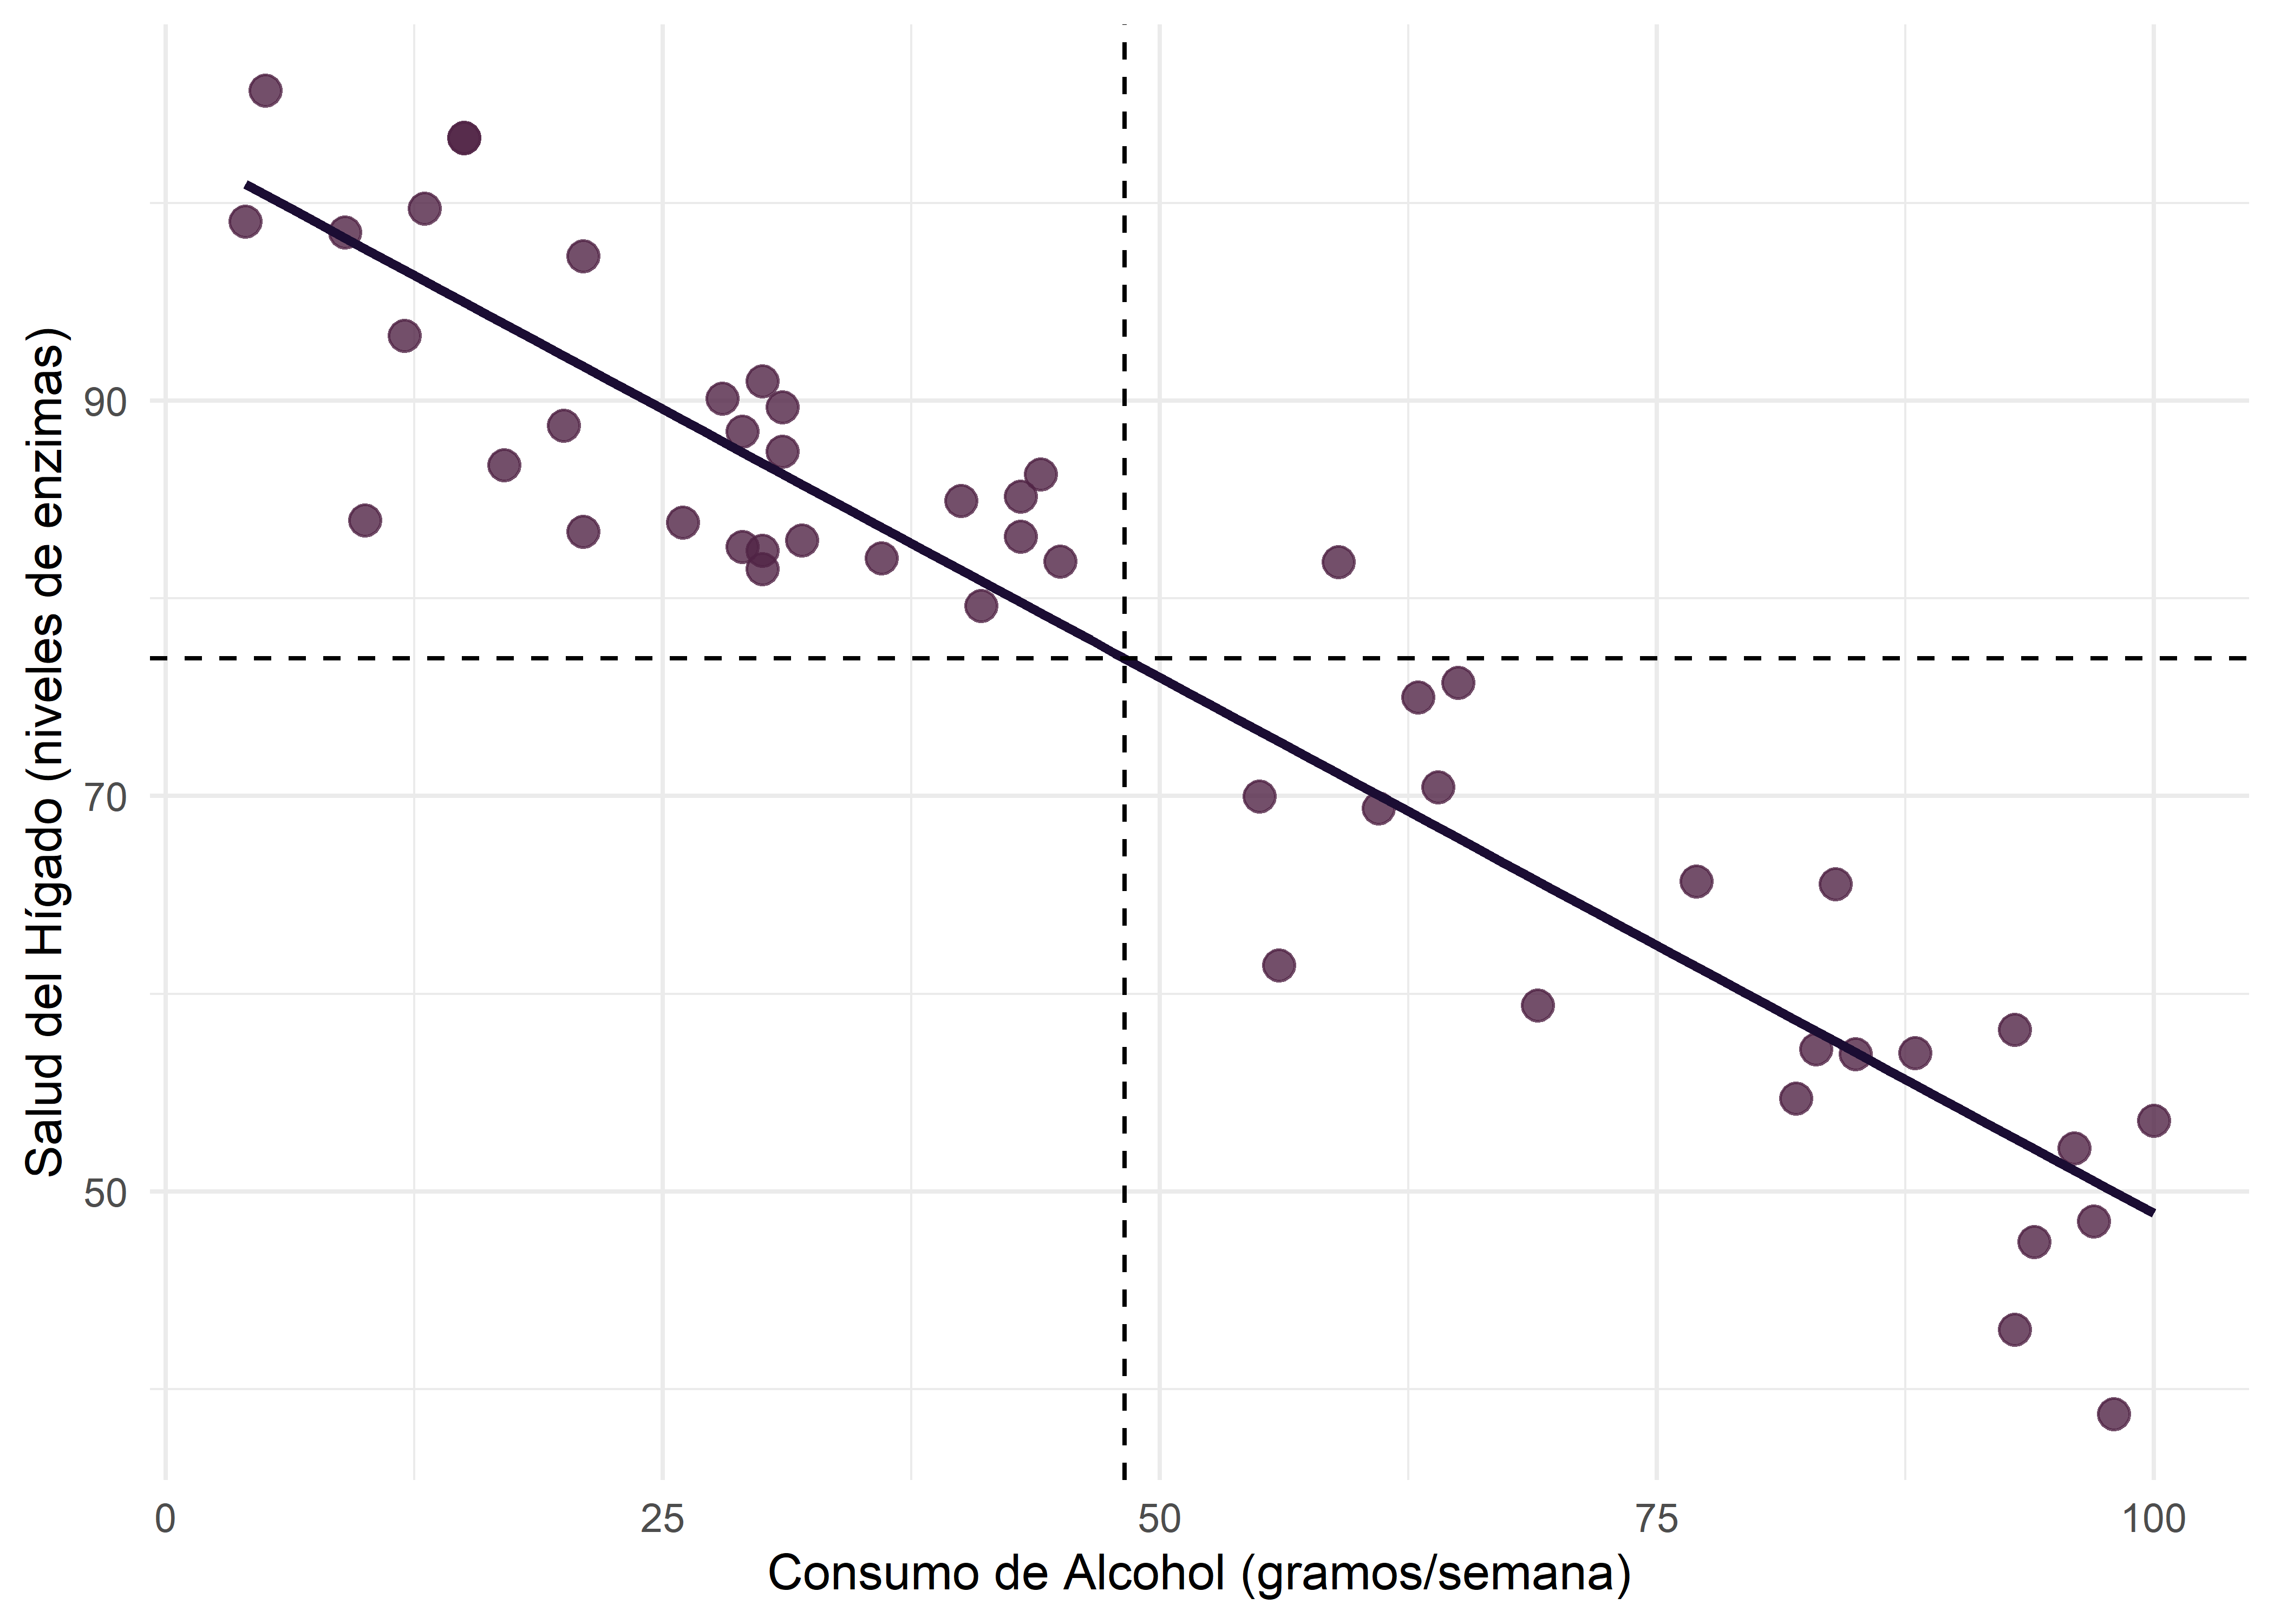 Salud del Hígado (niveles de enzimas)
90
70
50
0 25 50 75 100
Consumo de Alcohol (gramos/semana)